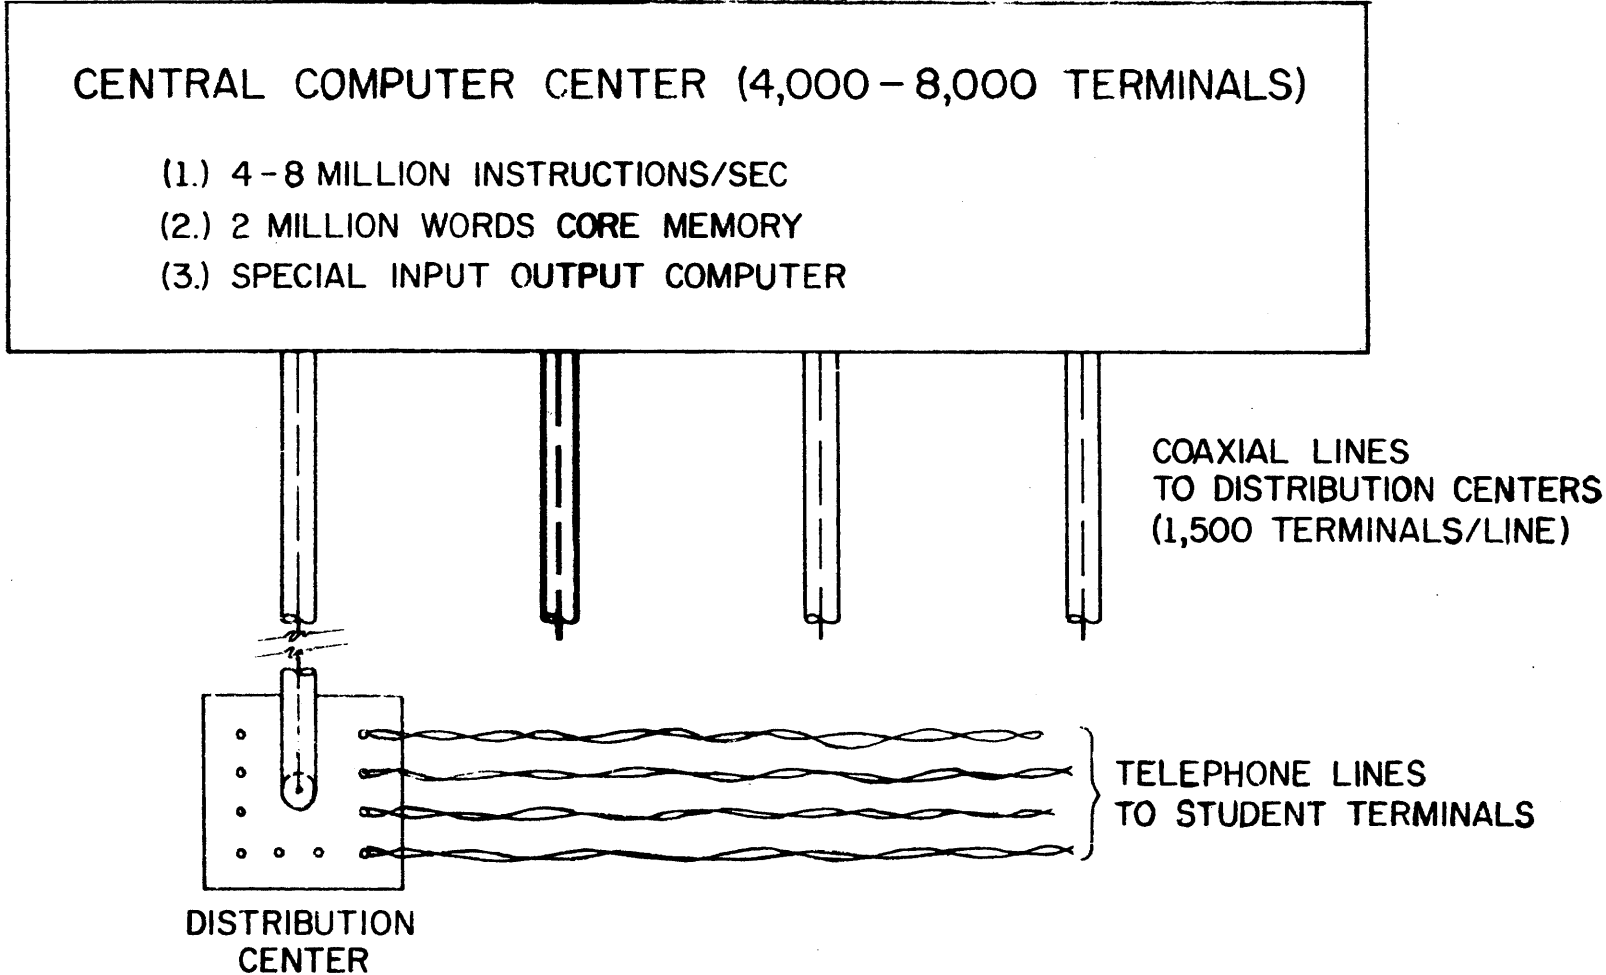 CENTRAL COMPUTER CENTER (4,000-8,000 TERMINALS)
(1.) 4-8 MILLION INSTRUCTIONS/SEC
(2.) 2 MILLION WORDS CORE MEMORY
(3.) SPECIAL INPUT OUTPUT COMPUTER
COAXIAL LINES
TO DISTRIBUTION CENTERS
(1,500 TERMINALS/LINE)
TELEPHONE LINES
TO STUDENT TERMINALS
DISTRIBUTION
CENTER